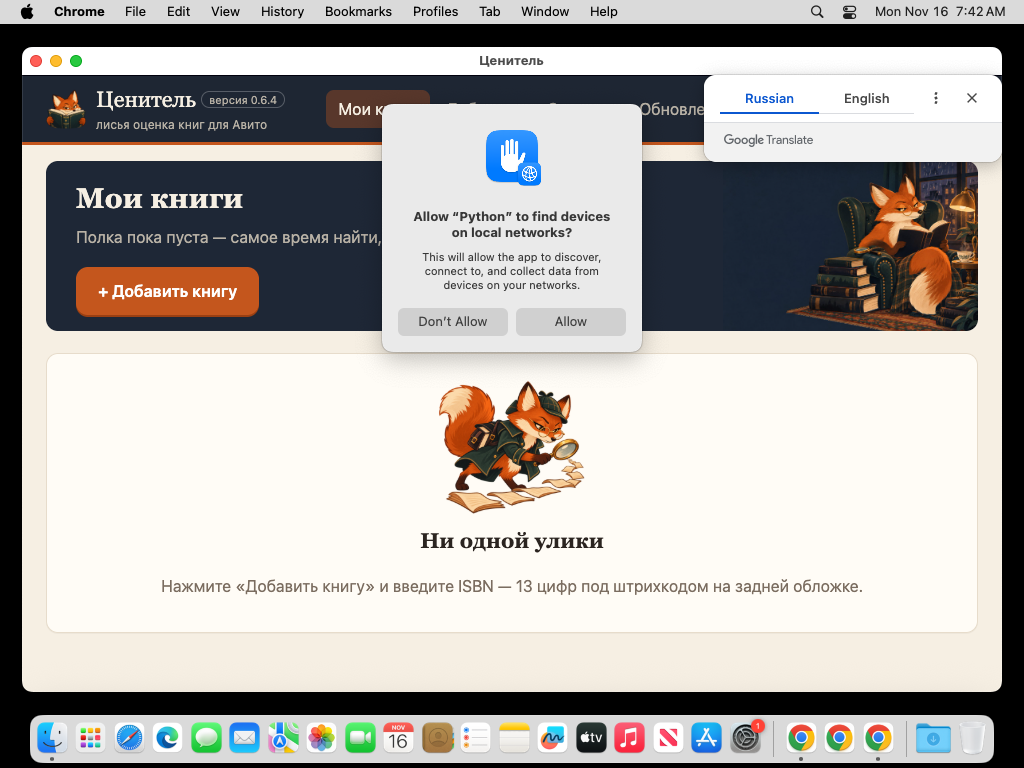 Chrome File Edit View History Bookmarks Profiles Tab Window Help Mon Nov 16 7:42 AM
Ценитель
Ценитель версия 0.6.4
лисья оценка книг для Авито
Russian English
Google Translate
Мои книги
Полка пока пуста — самое время найти,
+ Добавить книгу
Allow “Python” to find devices
on local networks?
This will allow the app to discover,
connect to, and collect data from
devices on your networks.
Don’t Allow Allow
Ни одной улики
Нажмите «Добавить книгу» и введите ISBN — 13 цифр под штрихкодом на задней обложке.
NOV
16
tv
1